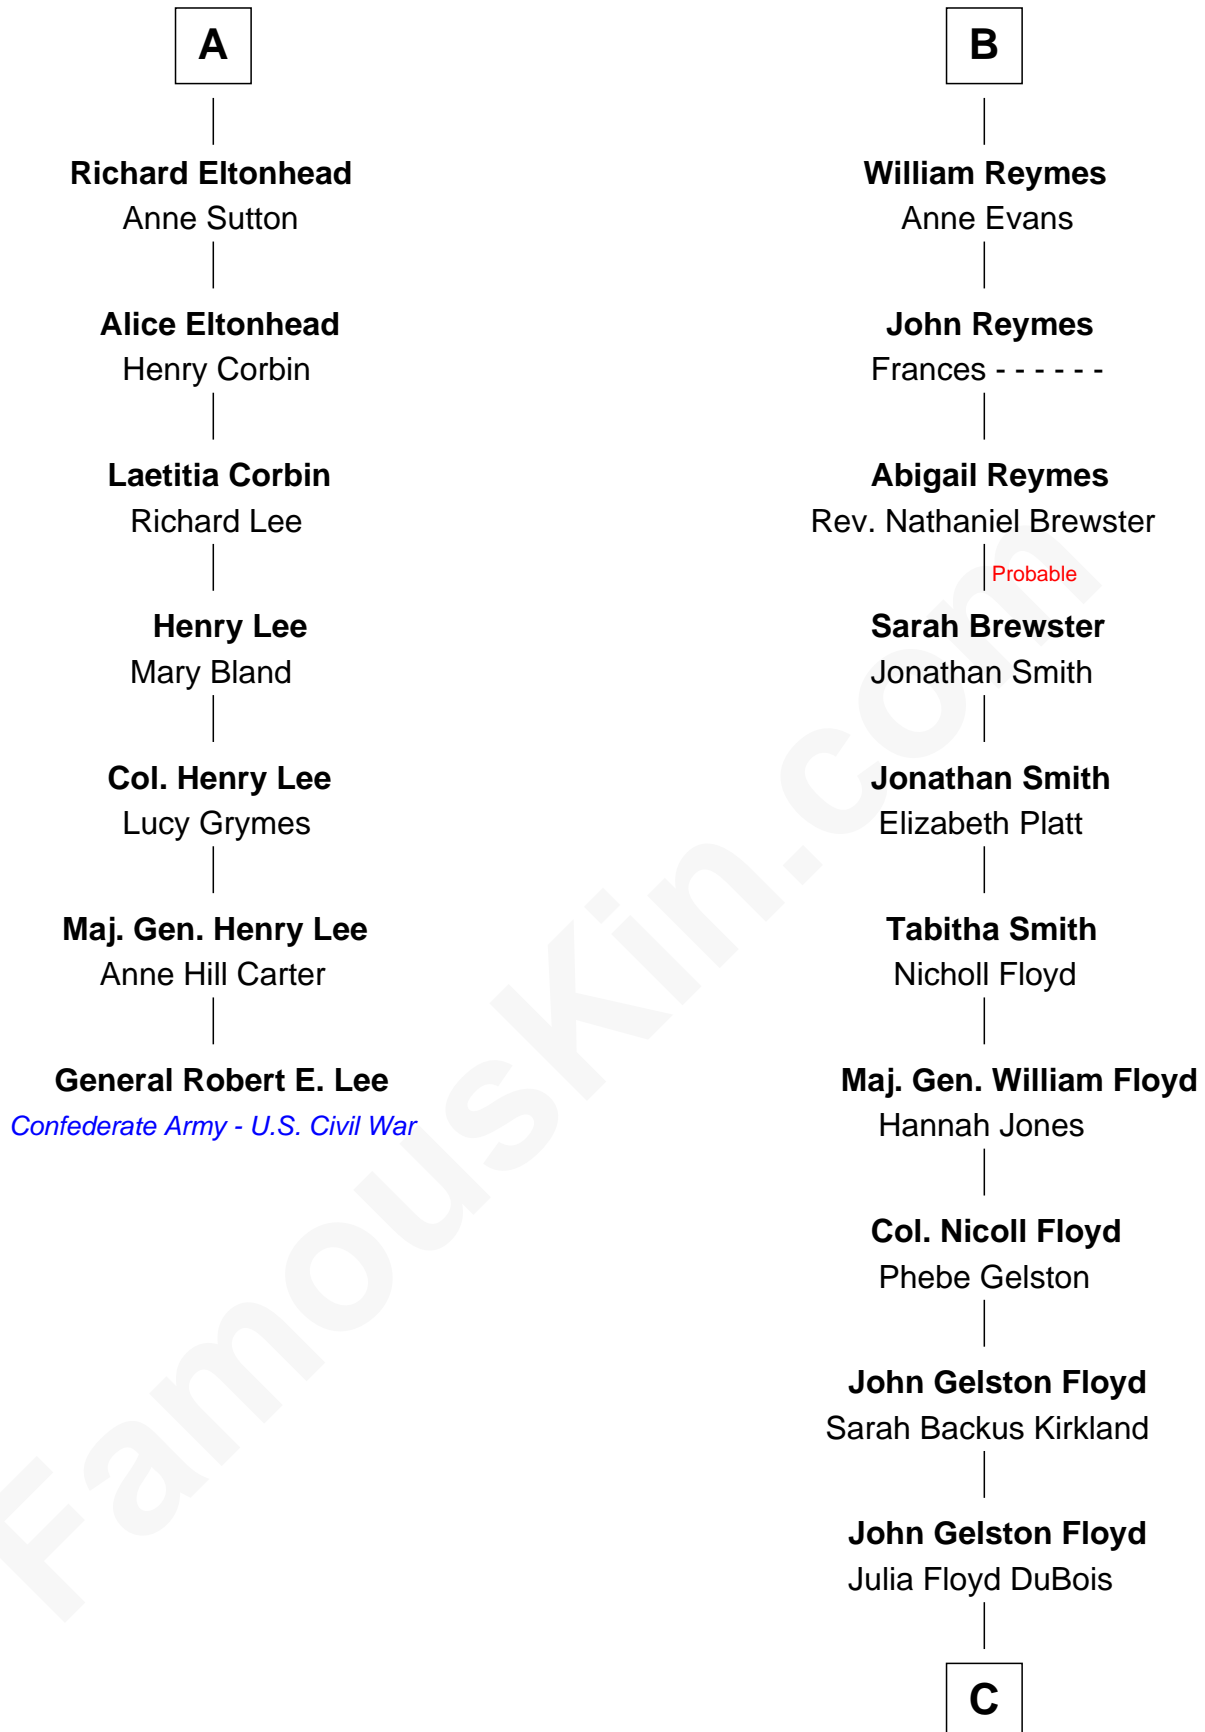 A
Richard Eltonhead
Anne Sutton
Alice Eltonhead
Henry Corbin
Laetitia Corbin
Richard Lee
Henry Lee
Mary Bland
Col. Henry Lee
Lucy Grymes
Maj. Gen. Henry Lee
Anne Hill Carter
General Robert E. Lee
Confederate Army - U.S. Civil War
B
William Reymes
Anne Evans
John Reymes
Frances - - - - - -
Abigail Reymes
Rev. Nathaniel Brewster
Probable
Sarah Brewster
Jonathan Smith
Jonathan Smith
Elizabeth Platt
Tabitha Smith
Nicholl Floyd
Maj. Gen. William Floyd
Hannah Jones
Col. Nicoll Floyd
Phebe Gelston
John Gelston Floyd
Sarah Backus Kirkland
John Gelston Floyd
Julia Floyd DuBois
C
FamousKin.com